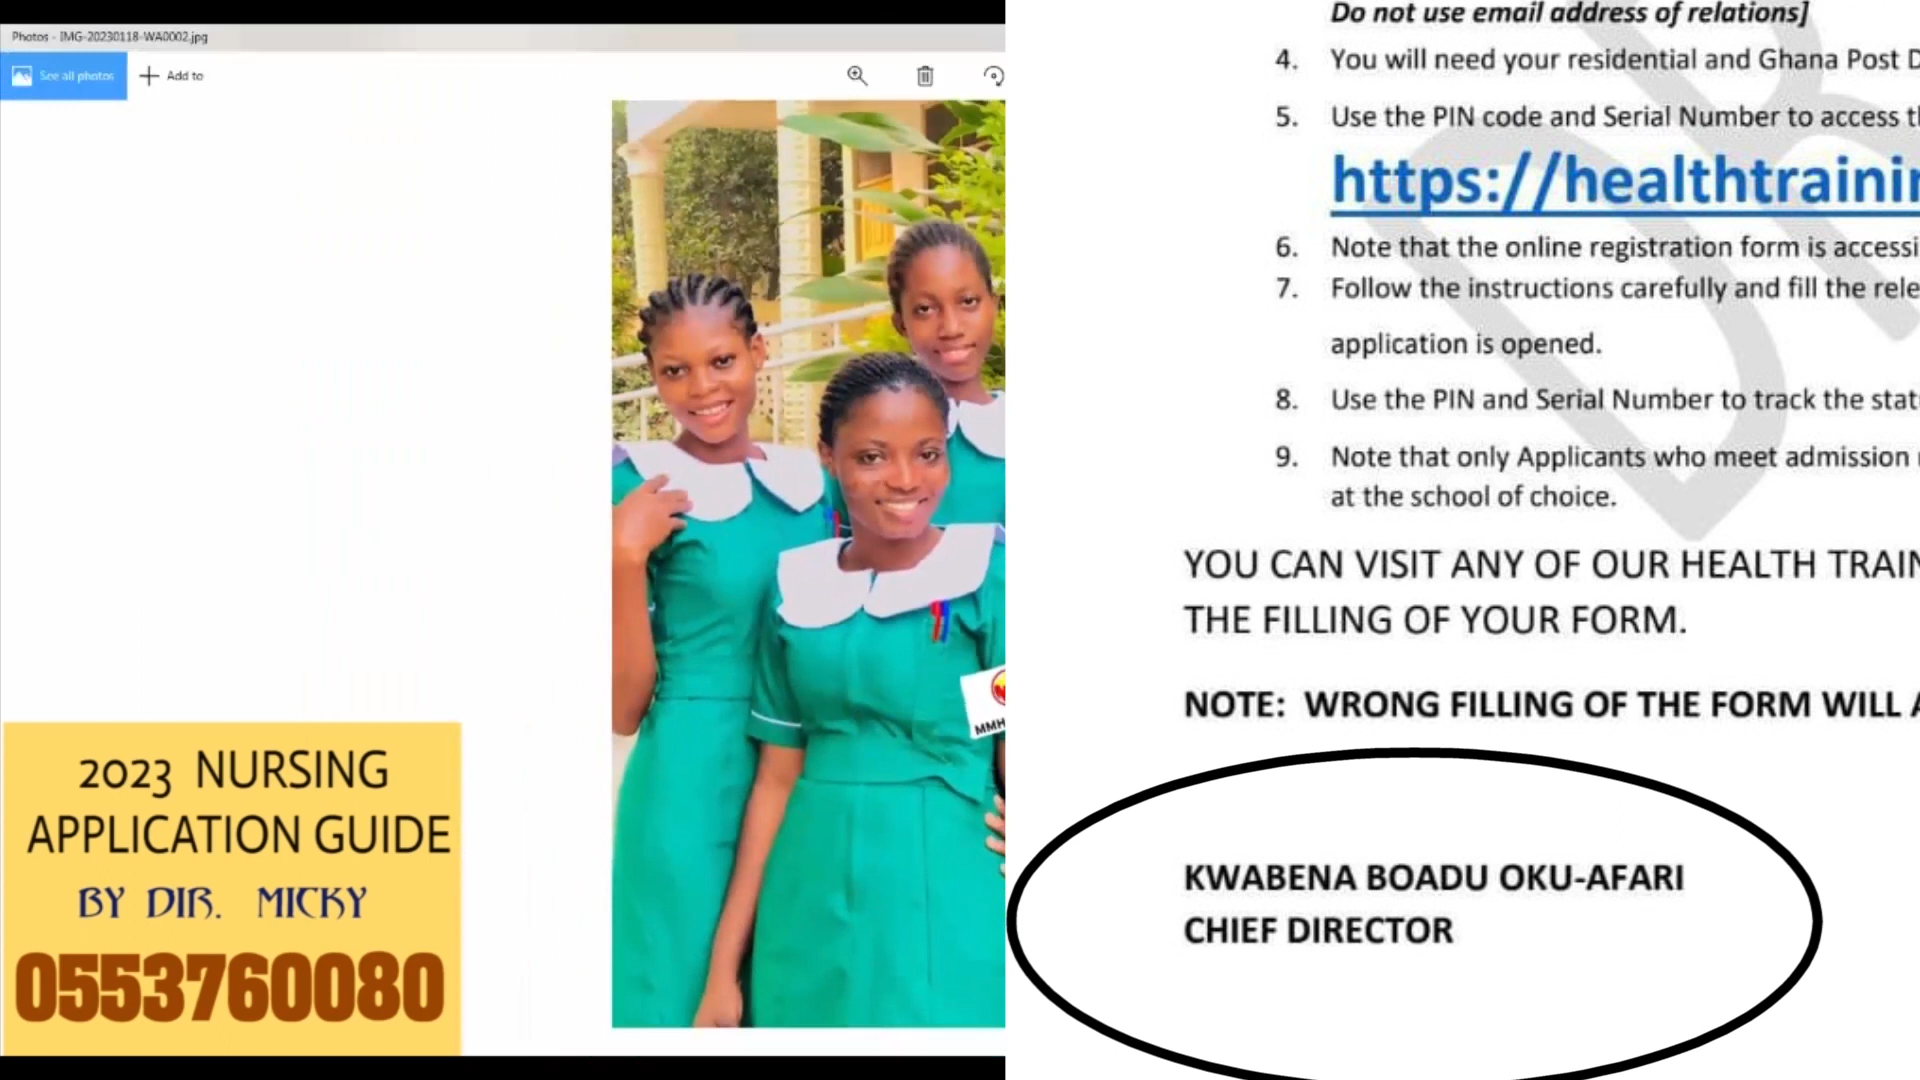 Photos - IMG-20230118-WA0002.jpg
See all photos
Add to
MMH
2023 NURSING
APPLICATION GUIDE
BY DIR. MICKY
0553760080
Do not use email address of relations]
4. You will need your residential and Ghana Post D
5. Use the PIN code and Serial Number to access th
https://healthtrainin
6. Note that the online registration form is accessi
7. Follow the instructions carefully and fill the rele
application is opened.
8. Use the PIN and Serial Number to track the stat
9. Note that only Applicants who meet admission
at the school of choice.
YOU CAN VISIT ANY OF OUR HEALTH TRAIN
THE FILLING OF YOUR FORM.
NOTE: WRONG FILLING OF THE FORM WILL A
KWABENA BOADU OKU-AFARI
CHIEF DIRECTOR